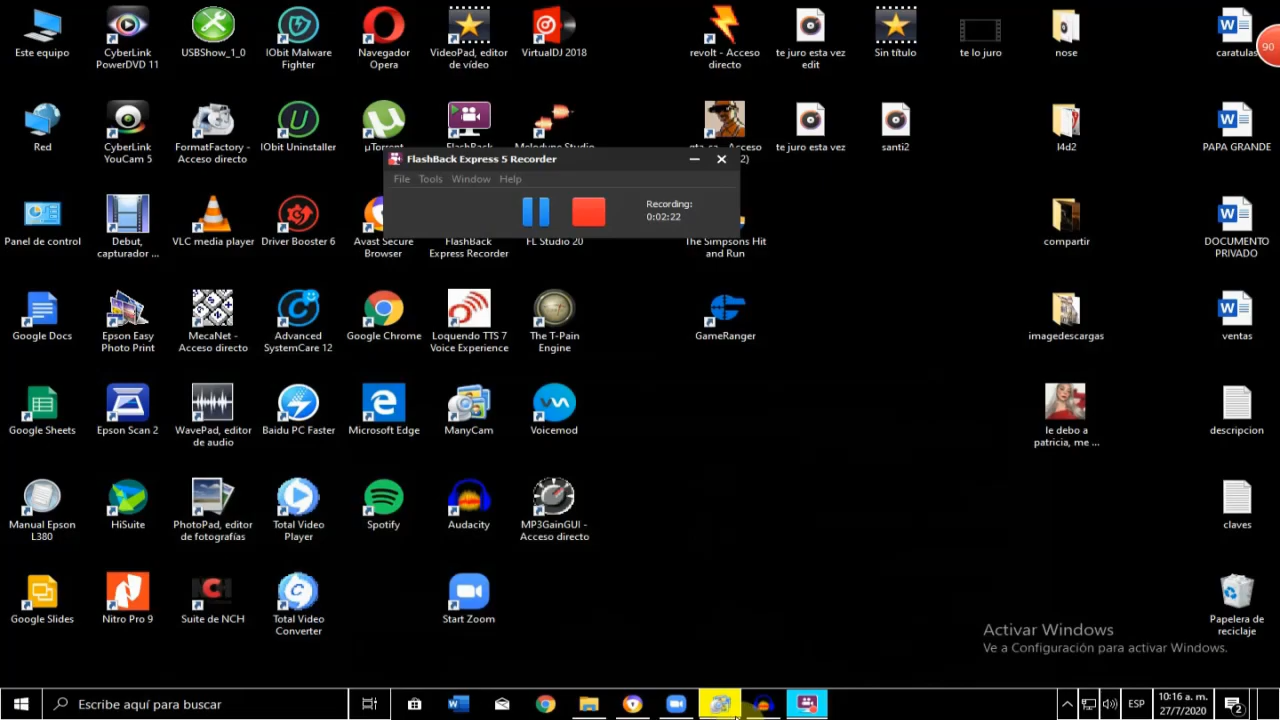 Este equipo
CyberLink
PowerDVD 11
USBShow_1_0
IObit Malware
Fighter
Navegador
Opera
VideoPad, editor
de vídeo
VirtualDJ 2018
revolt - Acceso
directo
te juro esta vez
edit
Sin título
te lo juro
nose
caratulas
90
Red
CyberLink
YouCam 5
FormatFactory -
Acceso directo
IObit Uninstaller
µTorrent
FlashBack
Melodyne Studio
te juro esta vez
santi2
l4d2
PAPA GRANDE
FlashBack Express 5 Recorder
File Tools Window Help
Recording:
0:02:22
Panel de control
Debut,
capturador ...
VLC media player
Driver Booster 6
Avast Secure
Browser
FlashBack
Express Recorder
FL Studio 20
The Simpsons Hit
and Run
compartir
DOCUMENTO
PRIVADO
Google Docs
Epson Easy
Photo Print
MecaNet -
Acceso directo
Advanced
SystemCare 12
Google Chrome
Loquendo TTS 7
Voice Experience
The T-Pain
Engine
GameRanger
imagedescargas
ventas
Google Sheets
Epson Scan 2
WavePad, editor
de audio
Baidu PC Faster
Microsoft Edge
ManyCam
Voicemod
le debo a
patricia, me ...
descripcion
Manual Epson
L380
HiSuite
PhotoPad, editor
de fotografías
Total Video
Player
Spotify
Audacity
MP3GainGUI -
Acceso directo
claves
Google Slides
Nitro Pro 9
Suite de NCH
Total Video
Converter
Start Zoom
Papelera de
reciclaje
Activar Windows
Ve a Configuración para activar Windows.
Escribe aquí para buscar
ESP
10:16 a. m.
27/7/2020
2